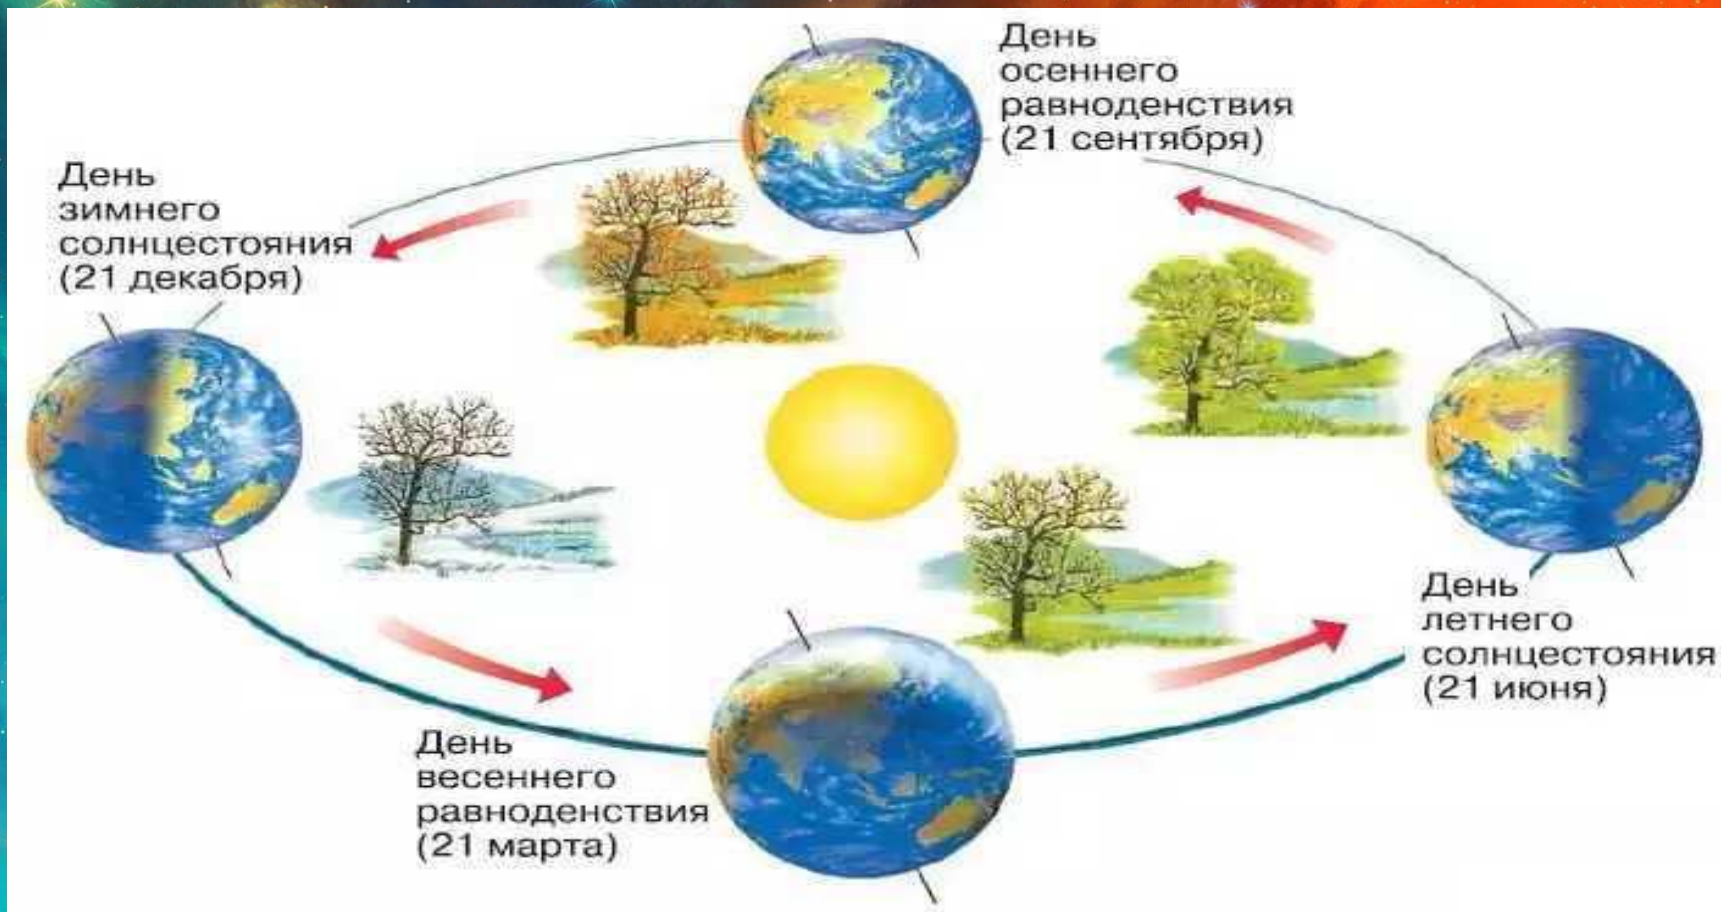 День
осеннего
равноденствия
(21 сентября)
День
зимнего
солнцестояния
(21 декабря)
День
летнего
солнцестояния
(21 июня)
День
весеннего
равноденствия
(21 марта)